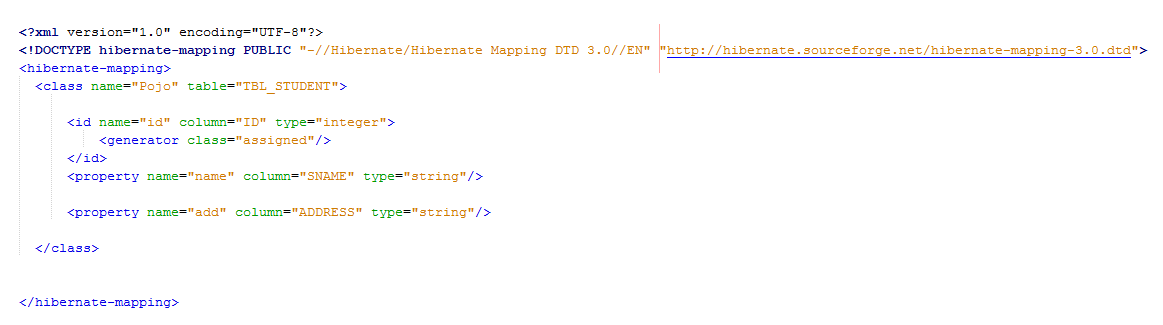 <?xml version="1.0" encoding="UTF-8"?>
<!DOCTYPE hibernate-mapping PUBLIC "-//Hibernate/Hibernate Mapping DTD 3.0//EN" "http://hibernate.sourceforge.net/hibernate-mapping-3.0.dtd">
<hibernate-mapping>
<class name="Pojo" table="TBL_STUDENT">
<id name="id" column="ID" type="integer">
<generator class="assigned"/>
</id>
<property name="name" column="SNAME" type="string"/>
<property name="add" column="ADDRESS" type="string"/>
</class>
</hibernate-mapping>